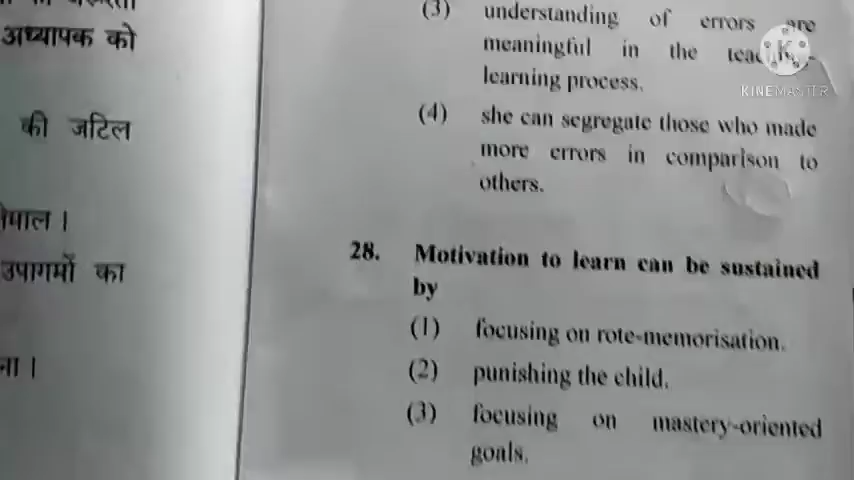 अध्यापक को
की जटिल
उपागमों का
(3) understanding of errors are
meaningful in the
learning process.
(4) she can segregate those who made
more errors in comparison to
others.
28. Motivation to learn can be sustained
by
(1) focusing on rote-memorisation.
(2) punishing the child.
(3) focusing on mastery-oriented
goals.
KINEMASTER